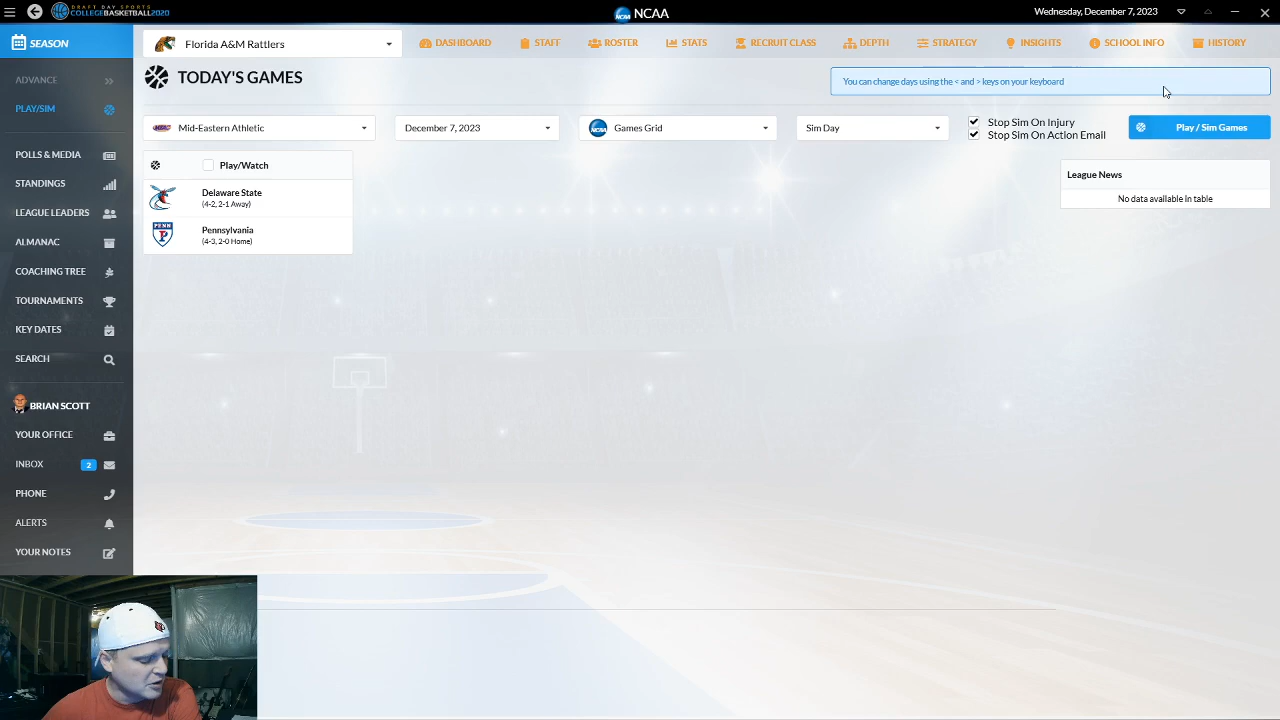 DRAFT DAY SPORTS
COLLEGE BASKETBALL 2020
NCAA
Wednesday, December 7, 2023
SEASON
Florida A&M Rattlers
DASHBOARD
STAFF
ROSTER
STATS
RECRUIT CLASS
DEPTH
STRATEGY
INSIGHTS
SCHOOL INFO
HISTORY
ADVANCE
PLAY/SIM
POLLS & MEDIA
STANDINGS
LEAGUE LEADERS
ALMANAC
COACHING TREE
TOURNAMENTS
KEY DATES
SEARCH
BRIAN SCOTT
YOUR OFFICE
INBOX 2
PHONE
ALERTS
YOUR NOTES
TODAY'S GAMES
You can change days using the < and > keys on your keyboard
Mid-Eastern Athletic
December 7, 2023
Games Grid
Sim Day
Stop Sim On Injury
Stop Sim On Action Email
Play / Sim Games
Play/Watch
Delaware State
(4-2, 2-1 Away)
Pennsylvania
(4-3, 2-0 Home)
League News
No data available in table